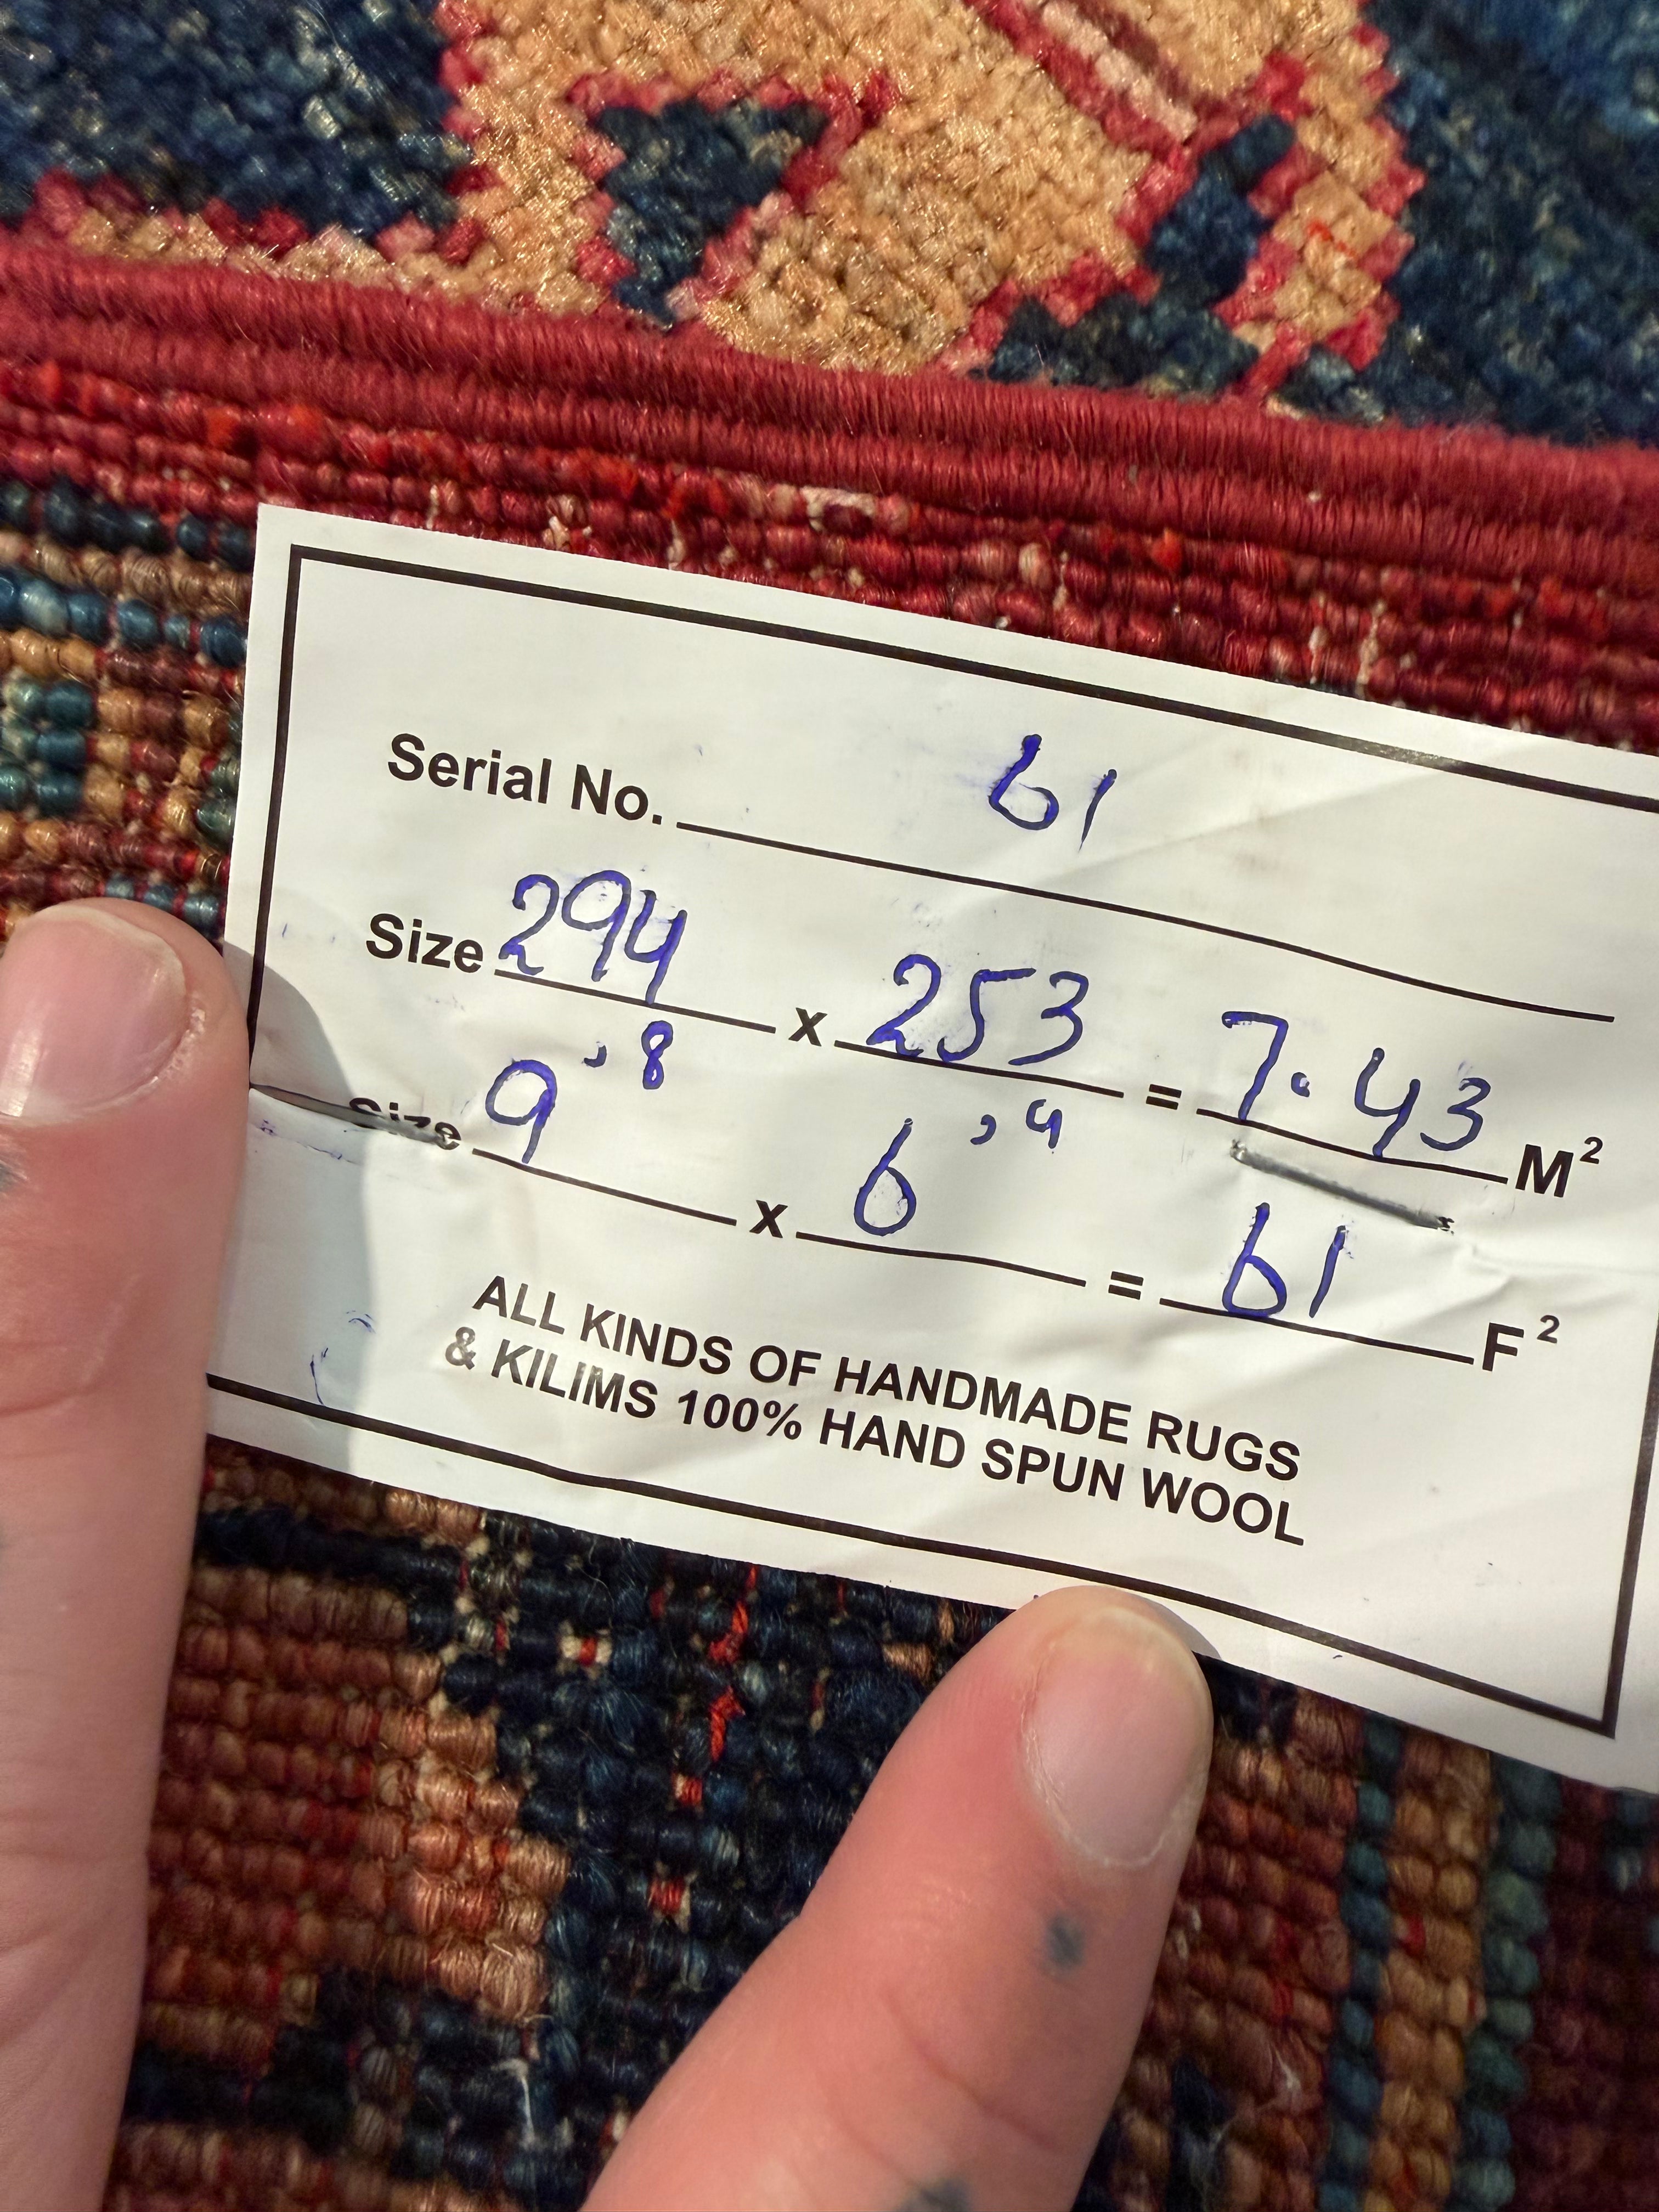 Serial No. 61
Size 294 x 253 = 7.43 M²
Size 9'8 x 6'4 = 61 F²
ALL KINDS OF HANDMADE RUGS
& KILIMS 100% HAND SPUN WOOL